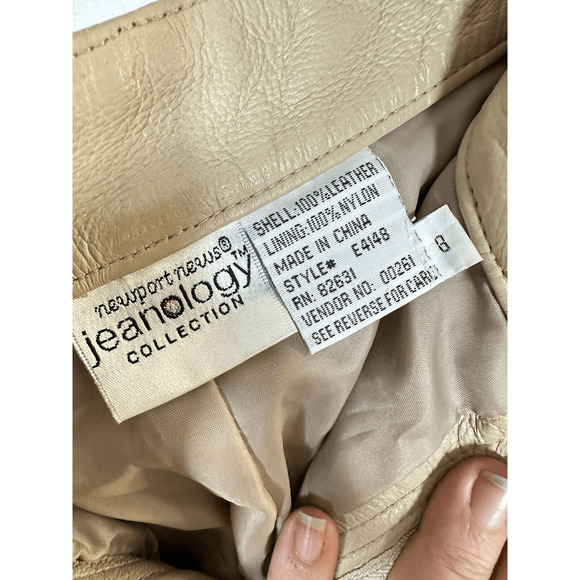 newport news®
jeanology™
COLLECTION
SHELL:100%LEATHER
LINING:100%NYLON
MADE IN CHINA
STYLE# E4148
RN: 82631
VENDOR NO: 00261
SEE REVERSE FOR CARE
8